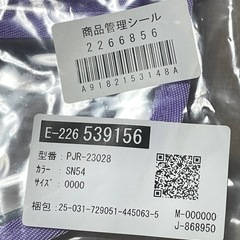 商品管理シール
2266856
A9182153148A
E-226 539156
型番: PJR-23028
カラー: SN54
サイズ: 0000
梱包: 25-031-729051-445063-5
M-000000
J-868950